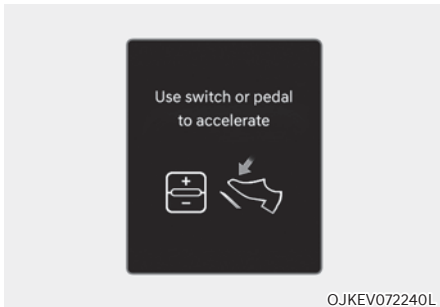 Use switch or pedal
to accelerate
+
-
OJKEV072240L